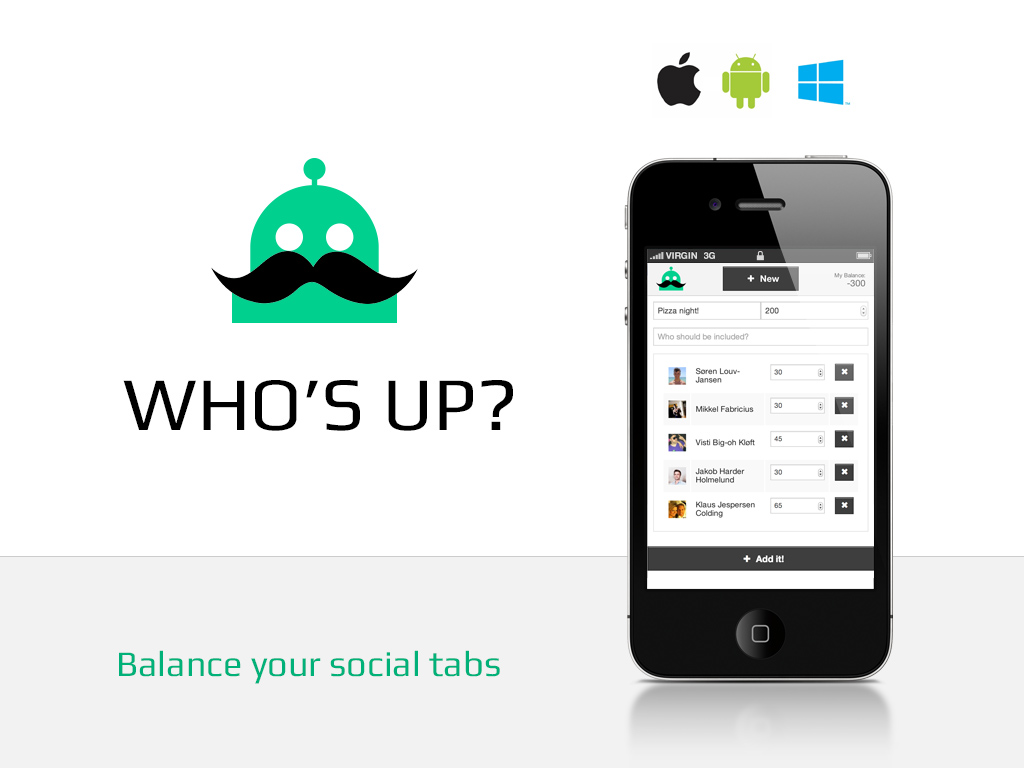 WHO'S UP?
Balance your social tabs
VIRGIN 3G
+ New
My Balance:
-300
Pizza night! 200
Who should be included?
Søren Louv-
Jansen
30
Mikkel Fabricius 30
Visti Big-oh Kløft 45
Jakob Harder
Holmelund
30
Klaus Jespersen
Colding
65
+ Add it!